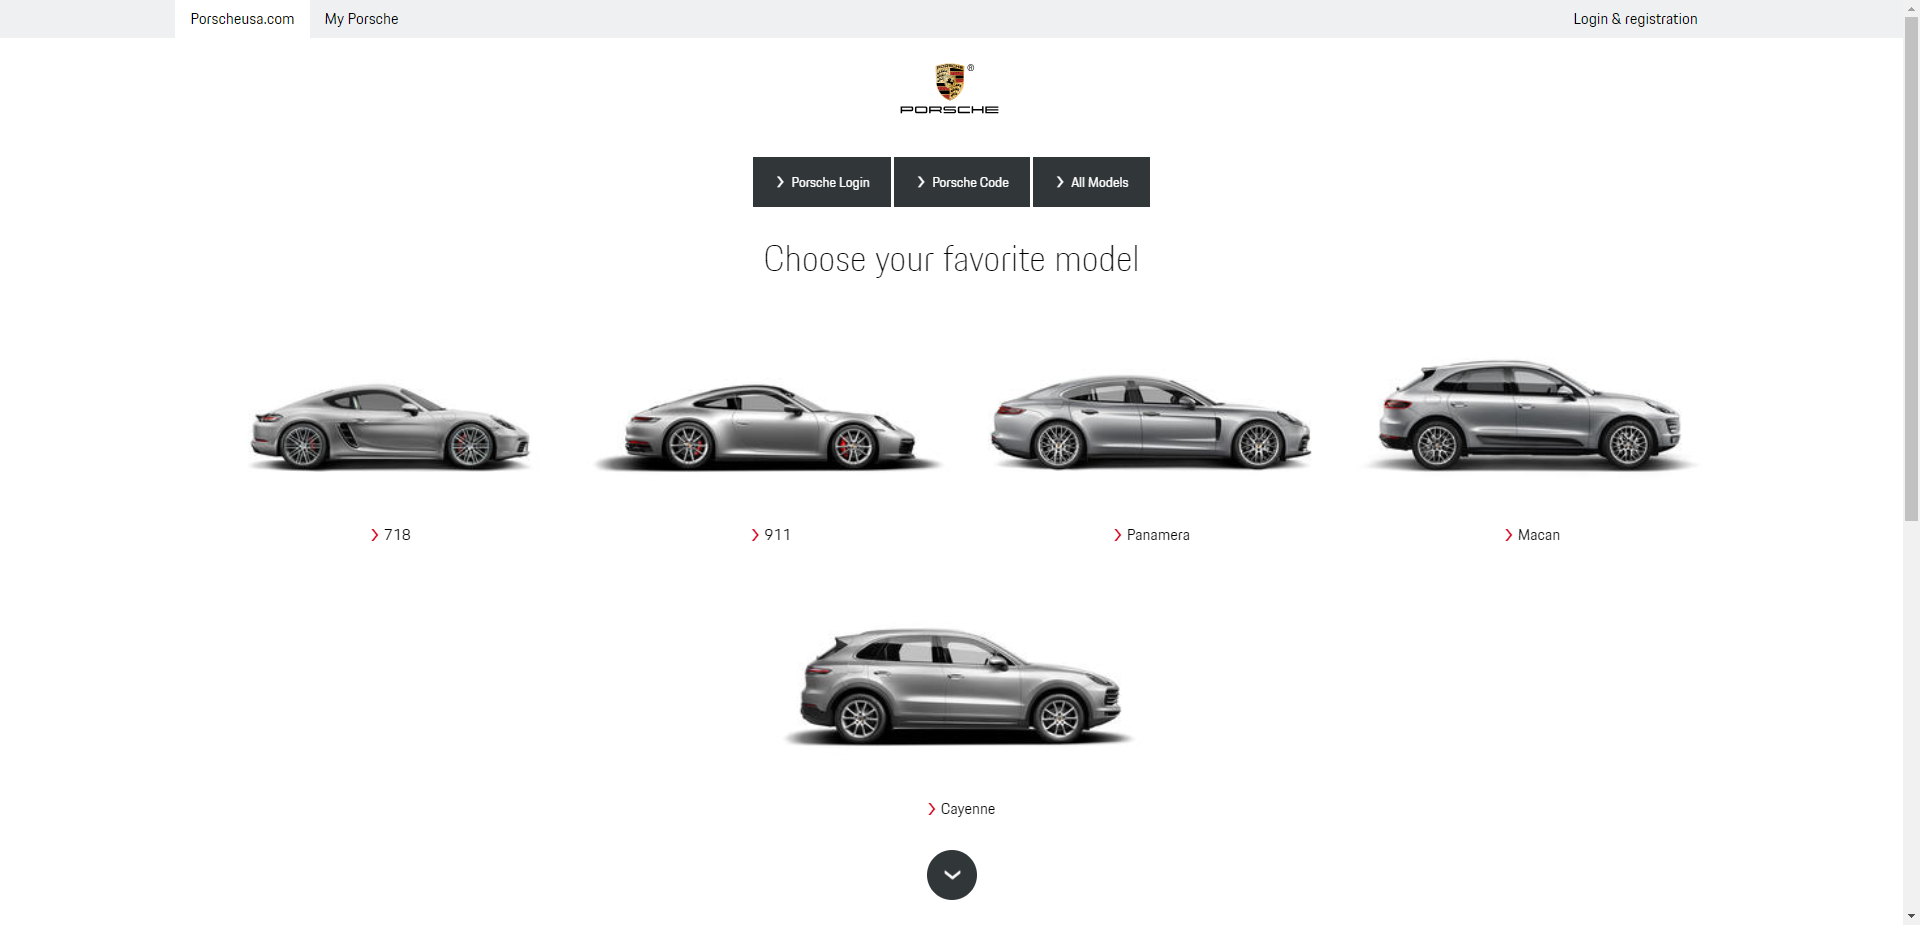 Porscheusa.com My Porsche Login & registration
PORSCHE ®
PORSCHE
Porsche Login Porsche Code All Models
Choose your favorite model
718 911 Panamera Macan
Cayenne